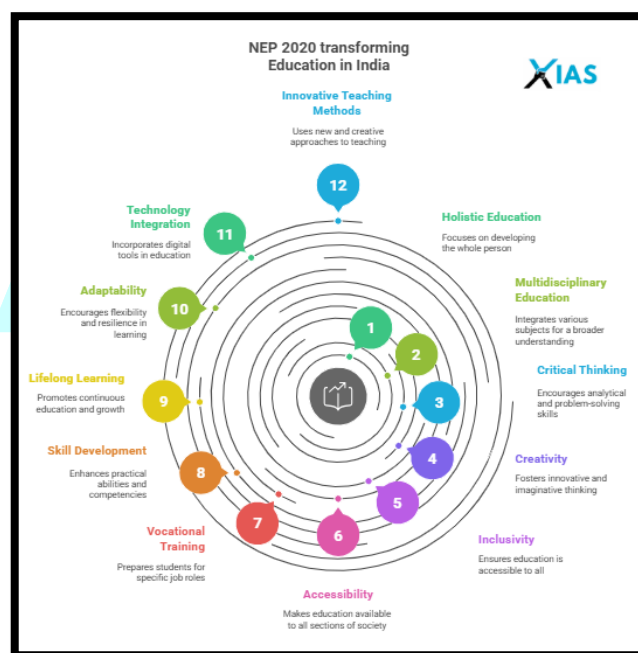 NEP 2020 transforming
Education in India
XIAS
Innovative Teaching
Methods
Uses new and creative
approaches to teaching
12
Technology
Integration
Incorporates digital
tools in education
11
Holistic Education
Focuses on developing
the whole person
1
Adaptability
Encourages flexibility
and resilience in
learning
10
Multidisciplinary
Education
Integrates various
subjects for a broader
understanding
2
Lifelong Learning
Promotes continuous
education and growth
9
Critical Thinking
Encourages analytical
and problem-solving
skills
3
Skill Development
Enhances practical
abilities and
competencies
8
Creativity
Fosters innovative and
imaginative thinking
4
Vocational
Training
Prepares students for
specific job roles
7
Inclusivity
Ensures education is
accessible to all
5
6
Accessibility
Makes education available
to all sections of society